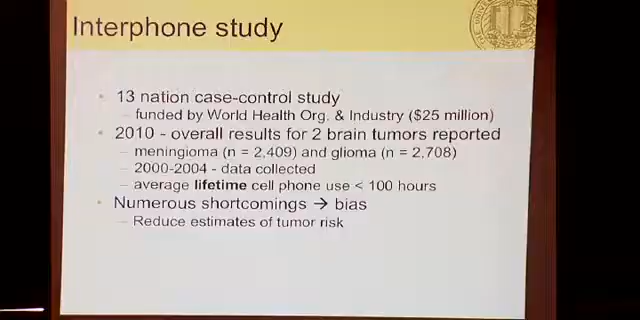 Interphone study
• 13 nation case-control study
– funded by World Health Org. & Industry ($25 million)
• 2010 - overall results for 2 brain tumors reported
– meningioma (n = 2,409) and glioma (n = 2,708)
– 2000-2004 - data collected
– average lifetime cell phone use < 100 hours
• Numerous shortcomings → bias
– Reduce estimates of tumor risk